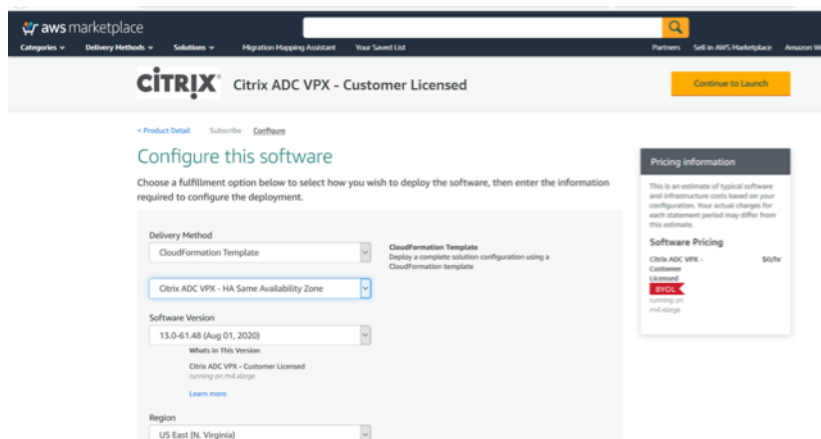 aws marketplace
Categories Delivery Methods Solutions Migration Mapping Assistant Your Saved List Partners Sell in AWS Marketplace Amazon W
CITRIX Citrix ADC VPX - Customer Licensed
Continue to Launch
< Product Detail Subscribe Configure
Configure this software
Choose a fulfillment option below to select how you wish to deploy the software, then enter the information
required to configure the deployment.
Delivery Method
CloudFormation Template
Citrix ADC VPX - HA Same Availability Zone
CloudFormation Template
Deploy a complete solution configuration using a
CloudFormation template
Software Version
13.0-61.48 (Aug 01, 2020)
Whats in This Version
Citrix ADC VPX - Customer Licensed
running on m4.xlarge
Learn more
Region
US East (N. Virginia)
Pricing information
This is an estimate of typical software
and infrastructure costs based on your
configuration. Your actual charges for
each statement period may differ from
this estimate.
Software Pricing
Citrix ADC VPX - $0/hr
Customer
Licensed
BYOL
running on
m4.xlarge